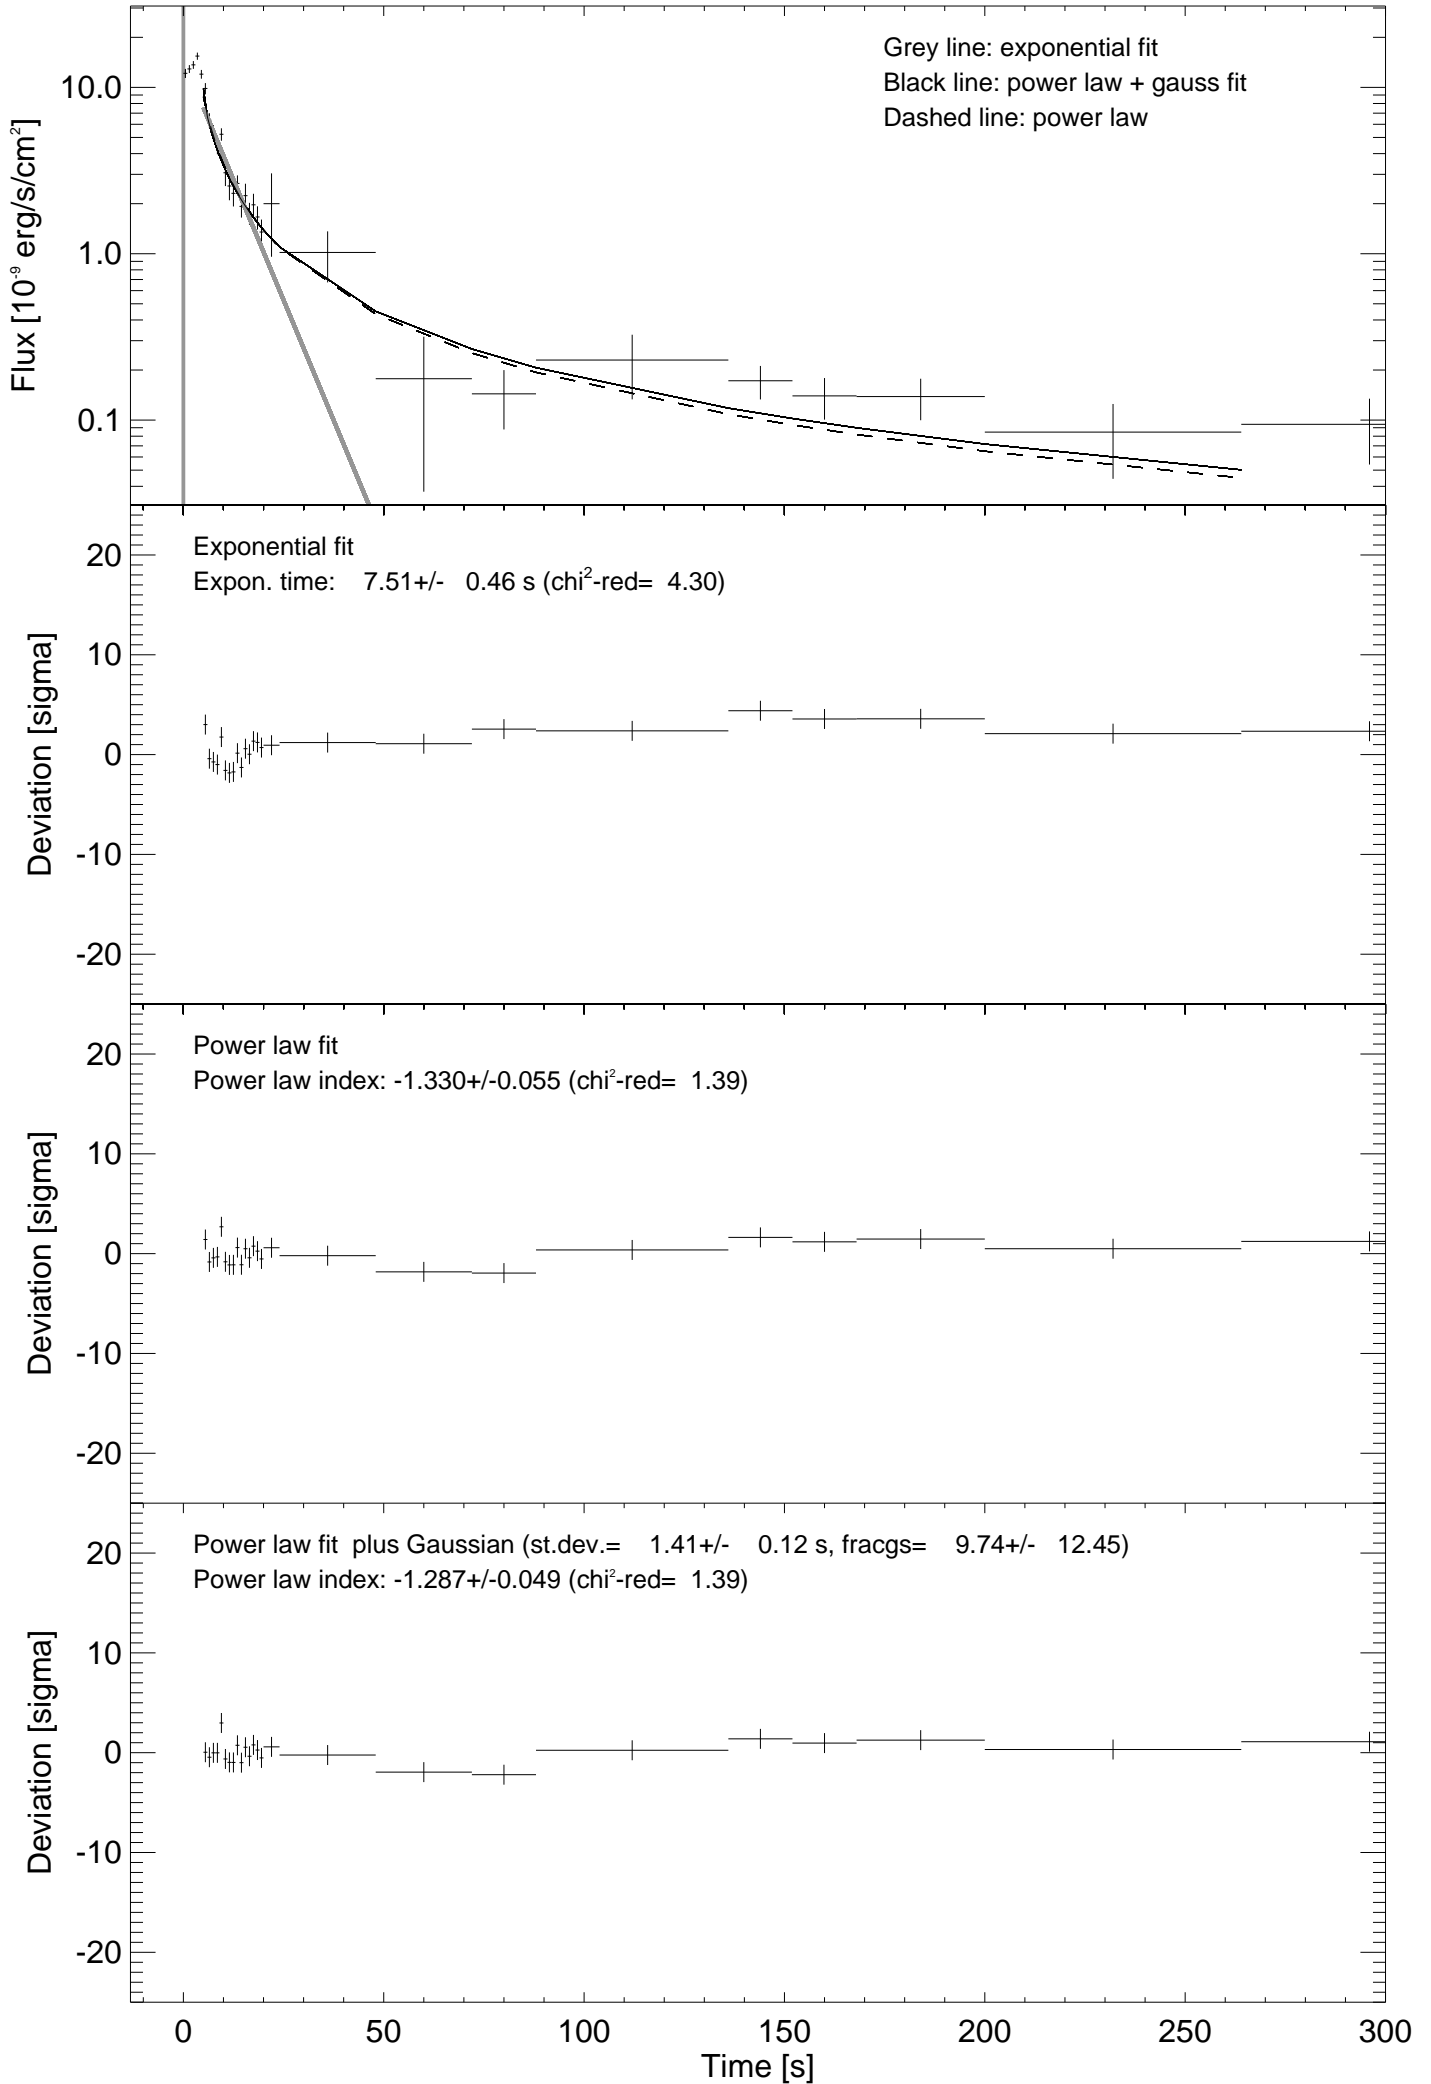 Grey line: exponential fit
Black line: power law + gauss fit
Dashed line: power law
10.0
1.0
0.1
Flux [10⁻⁹ erg/s/cm²]
Exponential fit
Expon. time: 7.51+/- 0.46 s (chi²-red= 4.30)
20
10
0
-10
-20
Deviation [sigma]
Power law fit
Power law index: -1.330+/-0.055 (chi²-red= 1.39)
20
10
0
-10
-20
Deviation [sigma]
Power law fit plus Gaussian (st.dev.= 1.41+/- 0.12 s, fracgs= 9.74+/- 12.45)
Power law index: -1.287+/-0.049 (chi²-red= 1.39)
20
10
0
-10
-20
Deviation [sigma]
0 50 100 150 200 250 300
Time [s]